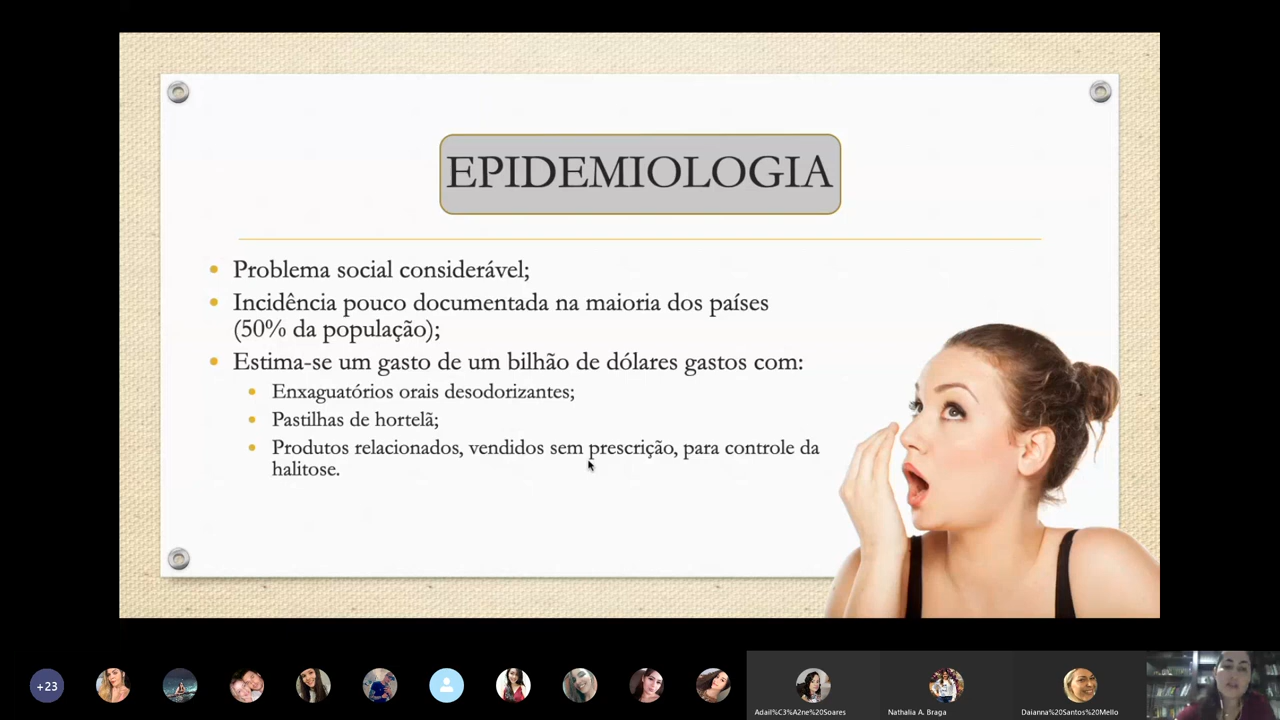 EPIDEMIOLOGIA
Problema social considerável;
Incidência pouco documentada na maioria dos países
(50% da população);
Estima-se um gasto de um bilhão de dólares gastos com:
Enxaguatórios orais desodorizantes;
Pastilhas de hortelã;
Produtos relacionados, vendidos sem prescrição, para controle da
halitose.
+23
Adail%C3%A2ne%20Soares
Nathalia A. Braga
Daianna%20Santos%20Mello